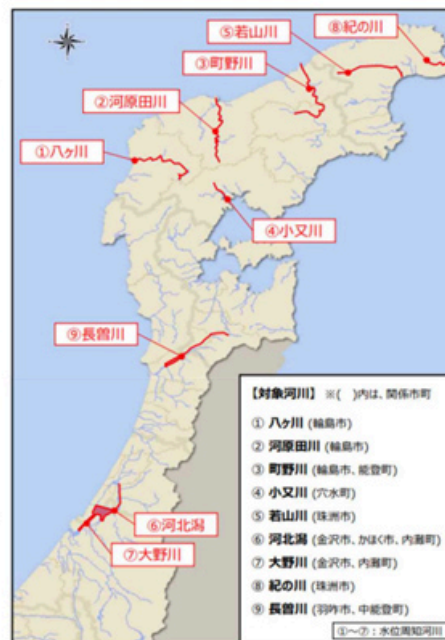 ⑤若山川
⑧紀の川
③町野川
②河原田川
①八ヶ川
④小又川
⑨長曽川
⑥河北潟
⑦大野川
【対象河川】 ※( )内は、関係市町
① 八ヶ川 (輪島市)
② 河原田川 (輪島市)
③ 町野川 (輪島市、能登町)
④ 小又川 (穴水町)
⑤ 若山川 (珠洲市)
⑥ 河北潟 (金沢市、かほく市、内灘町)
⑦ 大野川 (金沢市、内灘町)
⑧ 紀の川 (珠洲市)
⑨ 長曽川 (羽咋市、中能登町)
①～⑦:水位周知河川